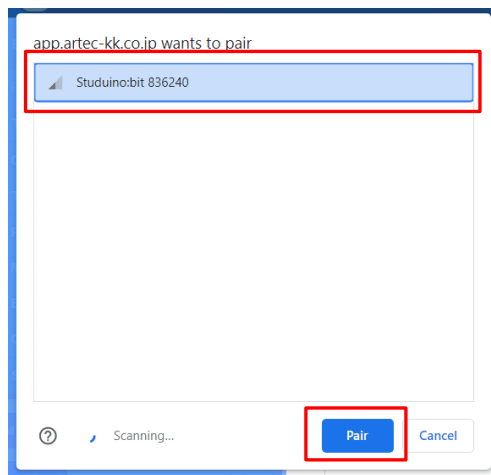 app.artec-kk.co.jp wants to pair
Studuino:bit 836240
Scanning...
Pair
Cancel